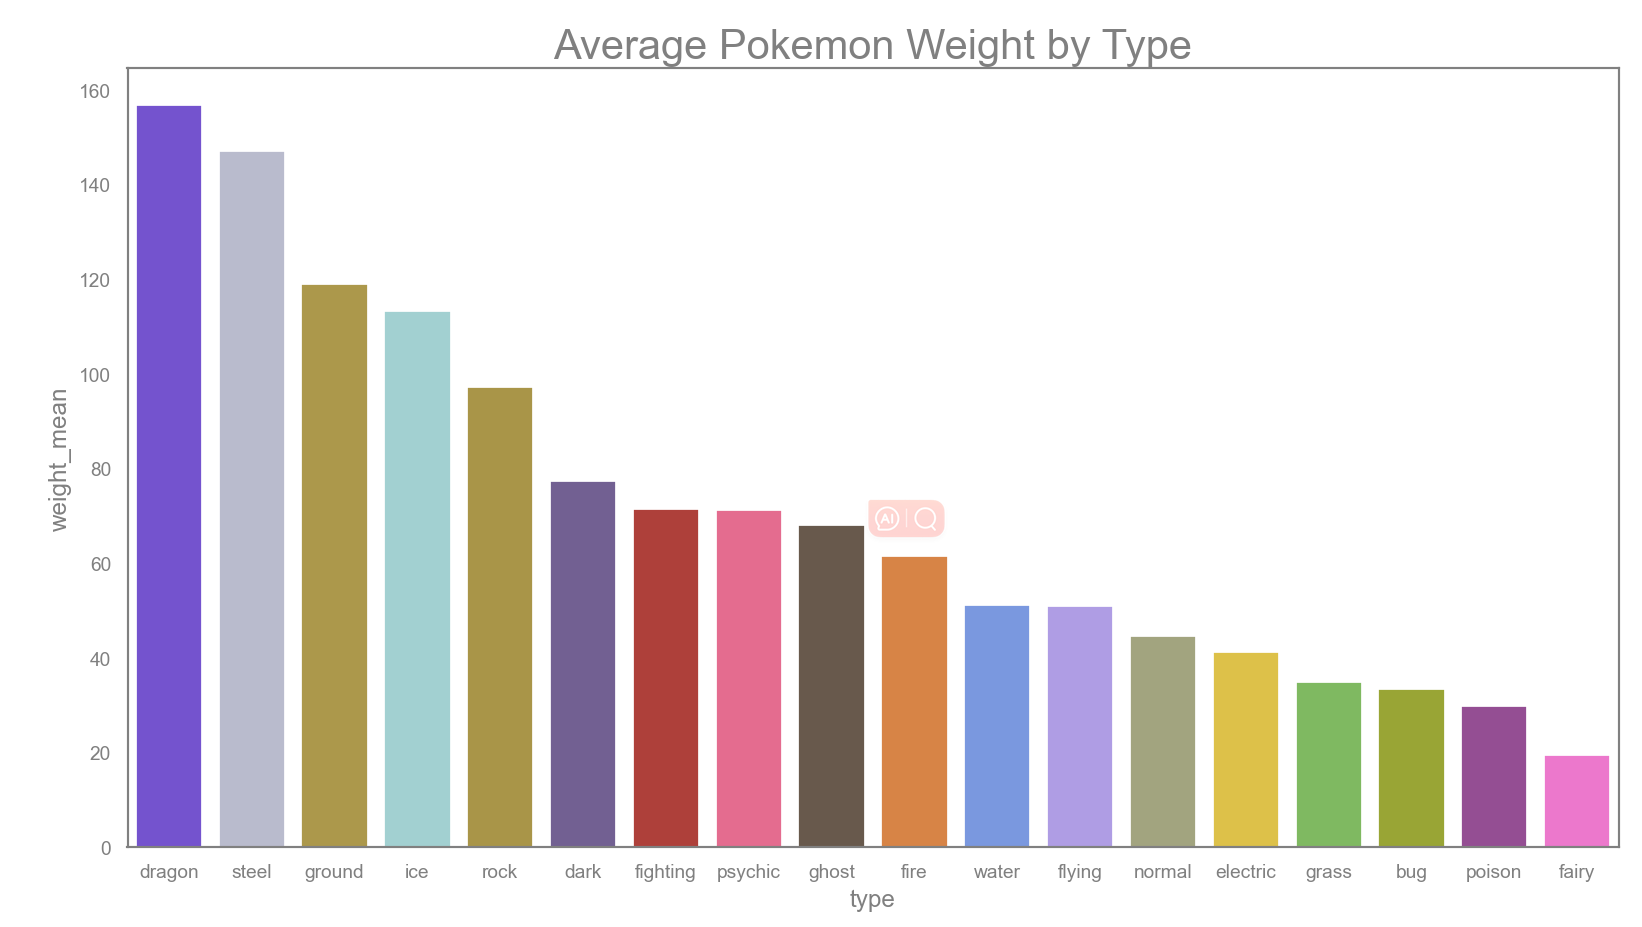 Average Pokemon Weight by Type
160
140
120
100
80
60
40
20
0
weight_mean
AI
dragon steel ground ice rock dark fighting psychic ghost fire water flying normal electric grass bug poison fairy
type